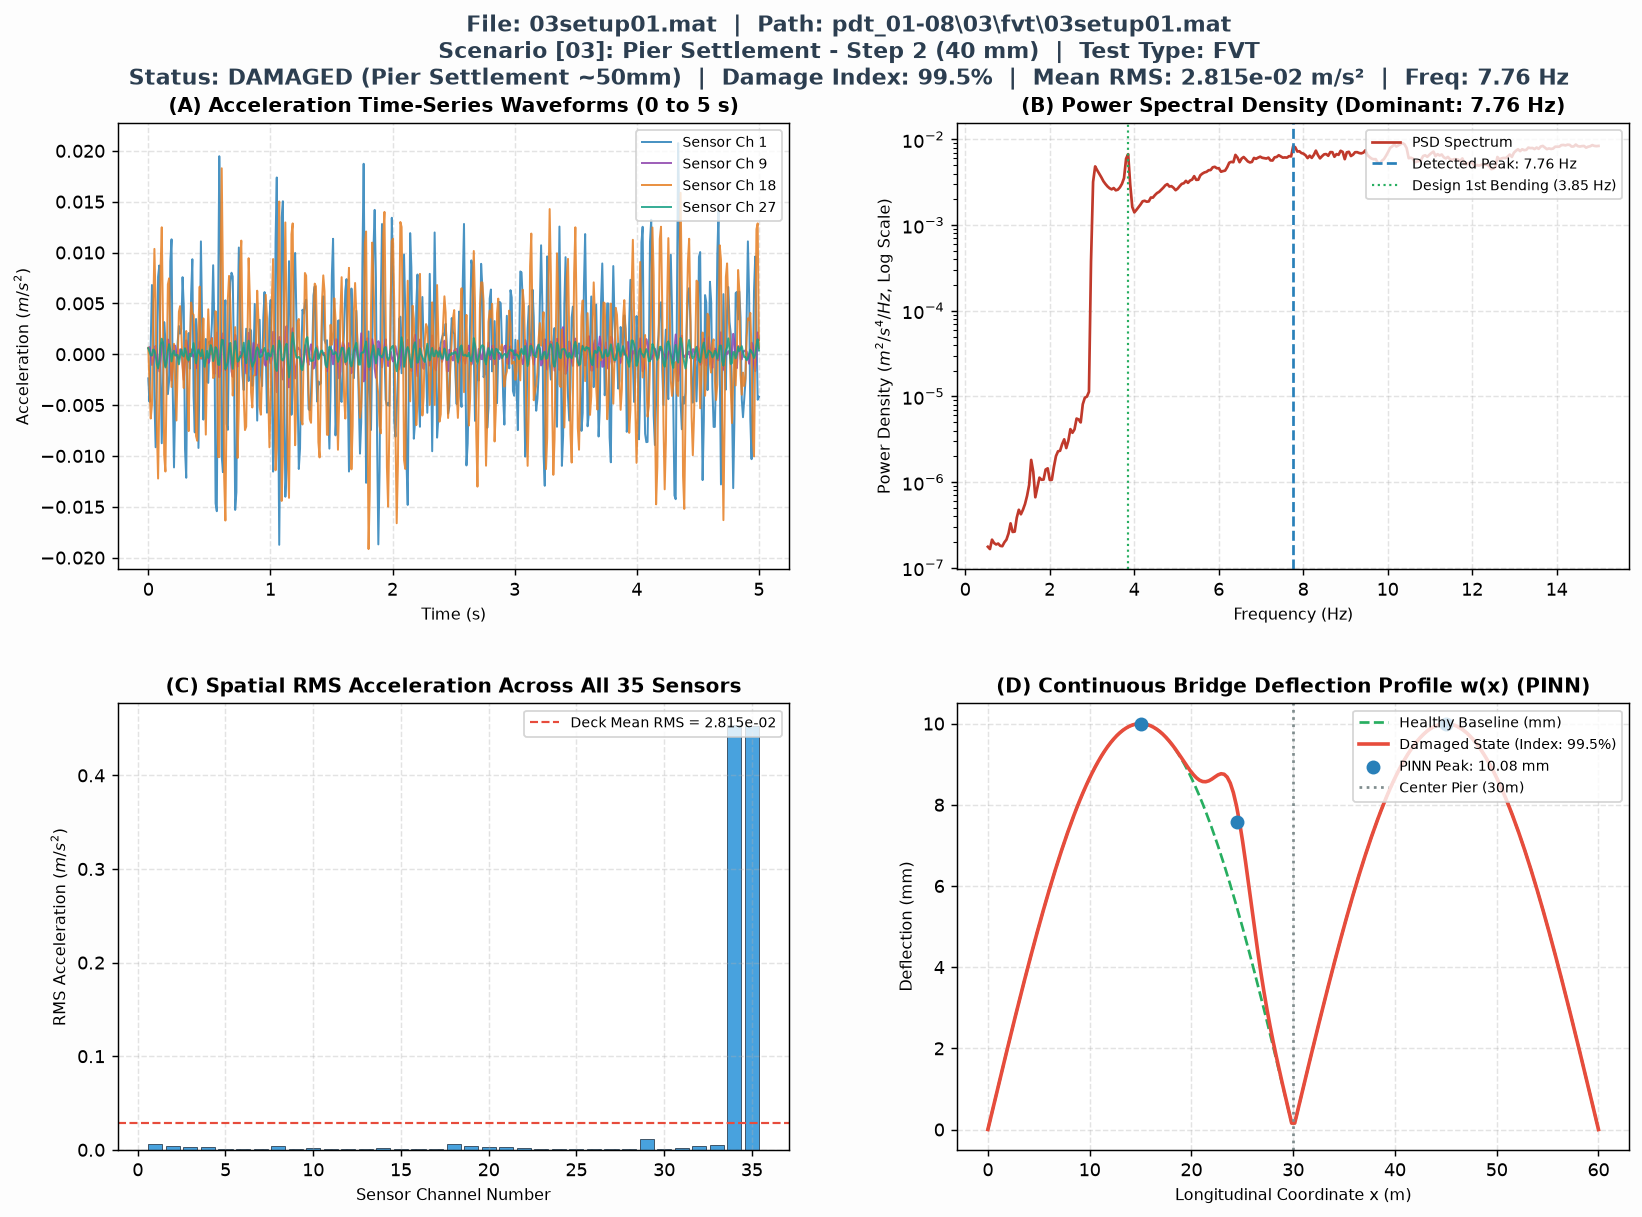 File: 03setup01.mat | Path: pdt_01-08\03\fvt\03setup01.mat
Scenario [03]: Pier Settlement - Step 2 (40 mm) | Test Type: FVT
Status: DAMAGED (Pier Settlement ~50mm) | Damage Index: 99.5% | Mean RMS: 2.815e-02 m/s² | Freq: 7.76 Hz
(A) Acceleration Time-Series Waveforms (0 to 5 s)
Sensor Ch 1
Sensor Ch 9
Sensor Ch 18
Sensor Ch 27
Acceleration (m/s²)
0.020
0.015
0.010
0.005
0.000
−0.005
−0.010
−0.015
−0.020
0 1 2 3 4 5
Time (s)
(B) Power Spectral Density (Dominant: 7.76 Hz)
PSD Spectrum
Detected Peak: 7.76 Hz
Design 1st Bending (3.85 Hz)
Power Density (m²/s⁴/Hz, Log Scale)
10⁻²
10⁻³
10⁻⁴
10⁻⁵
10⁻⁶
10⁻⁷
0 2 4 6 8 10 12 14
Frequency (Hz)
(C) Spatial RMS Acceleration Across All 35 Sensors
Deck Mean RMS = 2.815e-02
RMS Acceleration (m/s²)
0.4
0.3
0.2
0.1
0.0
0 5 10 15 20 25 30 35
Sensor Channel Number
(D) Continuous Bridge Deflection Profile w(x) (PINN)
Healthy Baseline (mm)
Damaged State (Index: 99.5%)
PINN Peak: 10.08 mm
Center Pier (30m)
Deflection (mm)
10
8
6
4
2
0
0 10 20 30 40 50 60
Longitudinal Coordinate x (m)